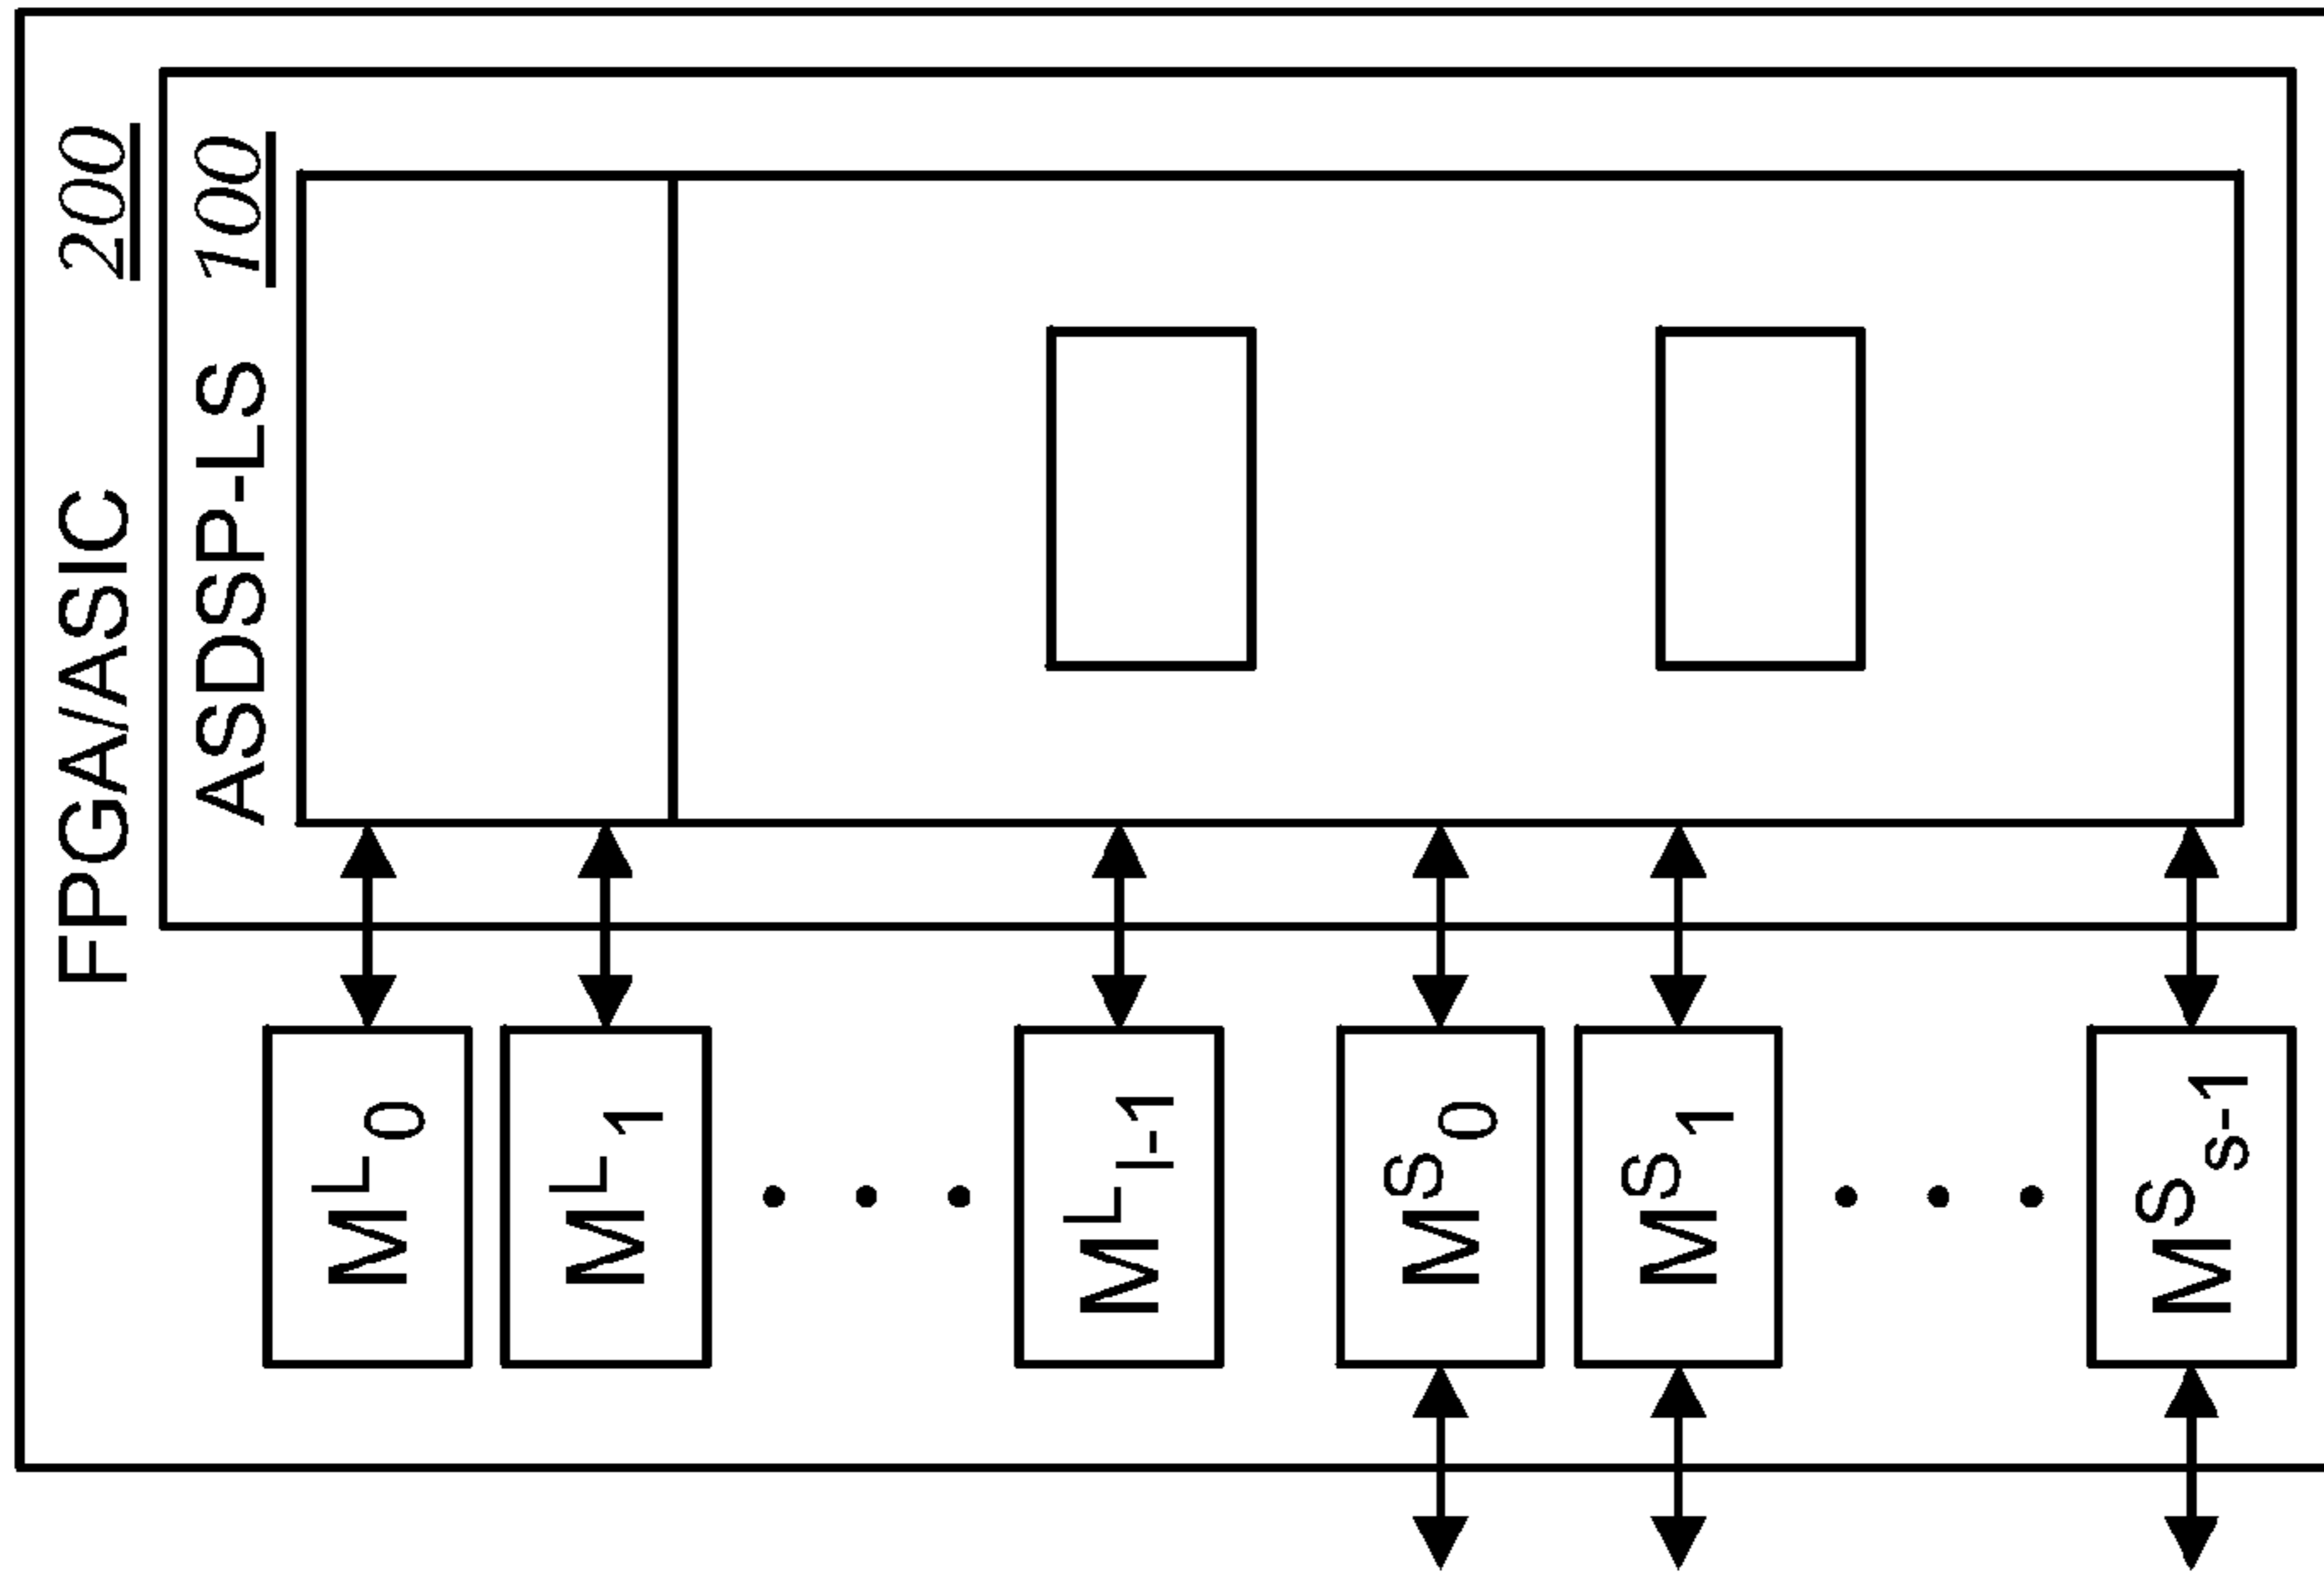 FPGA/ASIC 200
ASDSP-LS 100
M^L_0
M^L_1
M^L_l-1
M^S_0
M^S_1
M^S_s-1